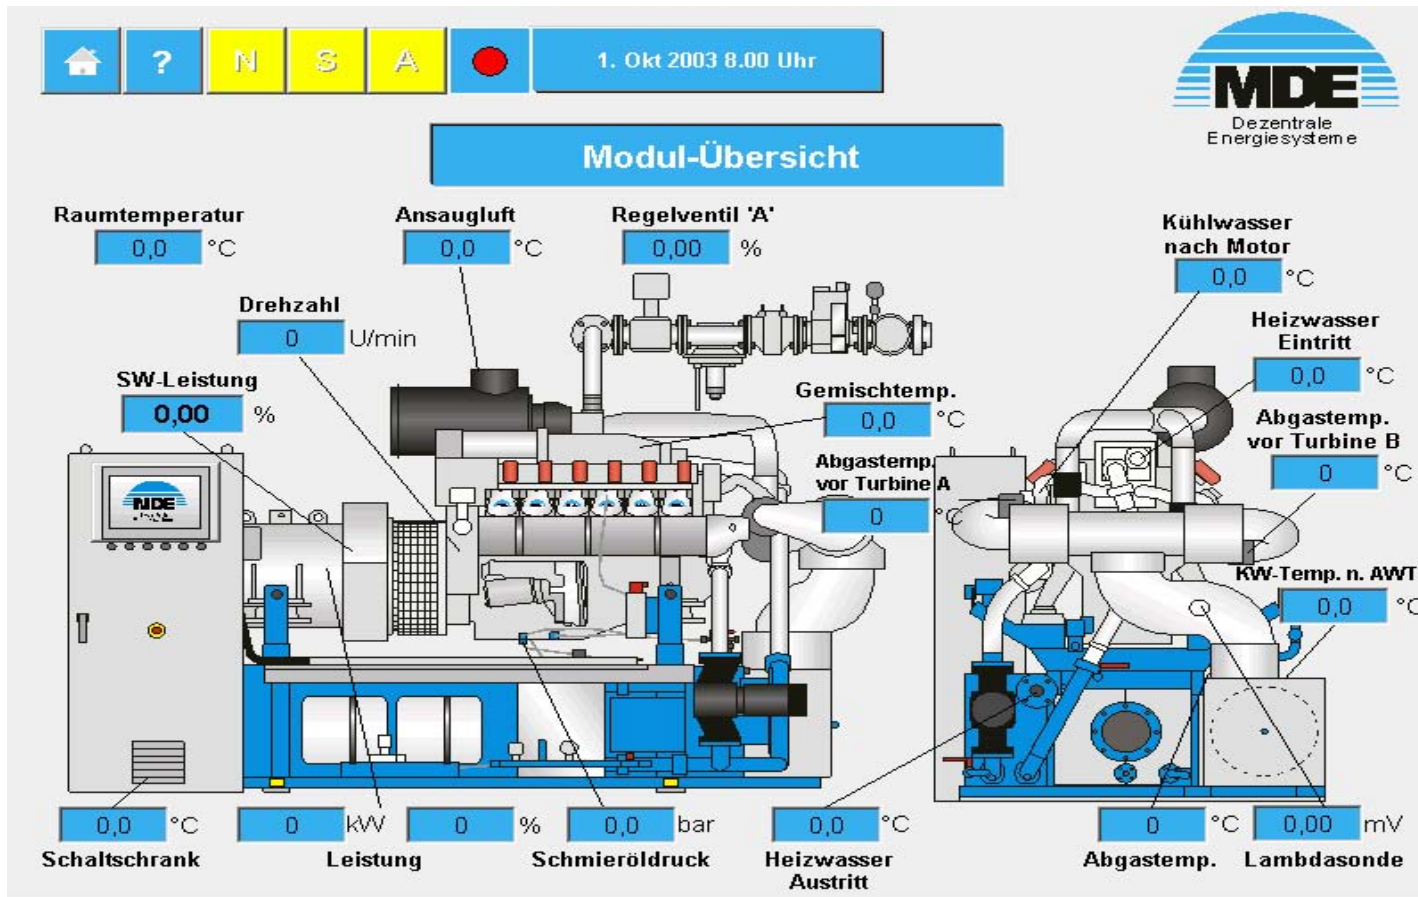 ? N S A 1. Okt 2003 8.00 Uhr
MDE
Dezentrale
Energiesysteme
Modul-Übersicht
Raumtemperatur
0,0 °C
Ansaugluft
0,0 °C
Regelventil 'A'
0,00 %
Kühlwasser
nach Motor
0,0 °C
Drehzahl
0 U/min
Heizwasser
Eintritt
0,0 °C
SW-Leistung
0,00 %
Gemischtemp.
0,0 °C
Abgastemp.
vor Turbine B
0 °C
Abgastemp.
vor Turbine A
0 °C
MDE
KW-Temp. n. AWT
0,0 °C
0,0 °C
Schaltschrank
0 kW 0 %
Leistung
0,0 bar
Schmieröldruck
0,0 °C
Heizwasser
Austritt
0 °C
Abgastemp.
0,00 mV
Lambdasonde